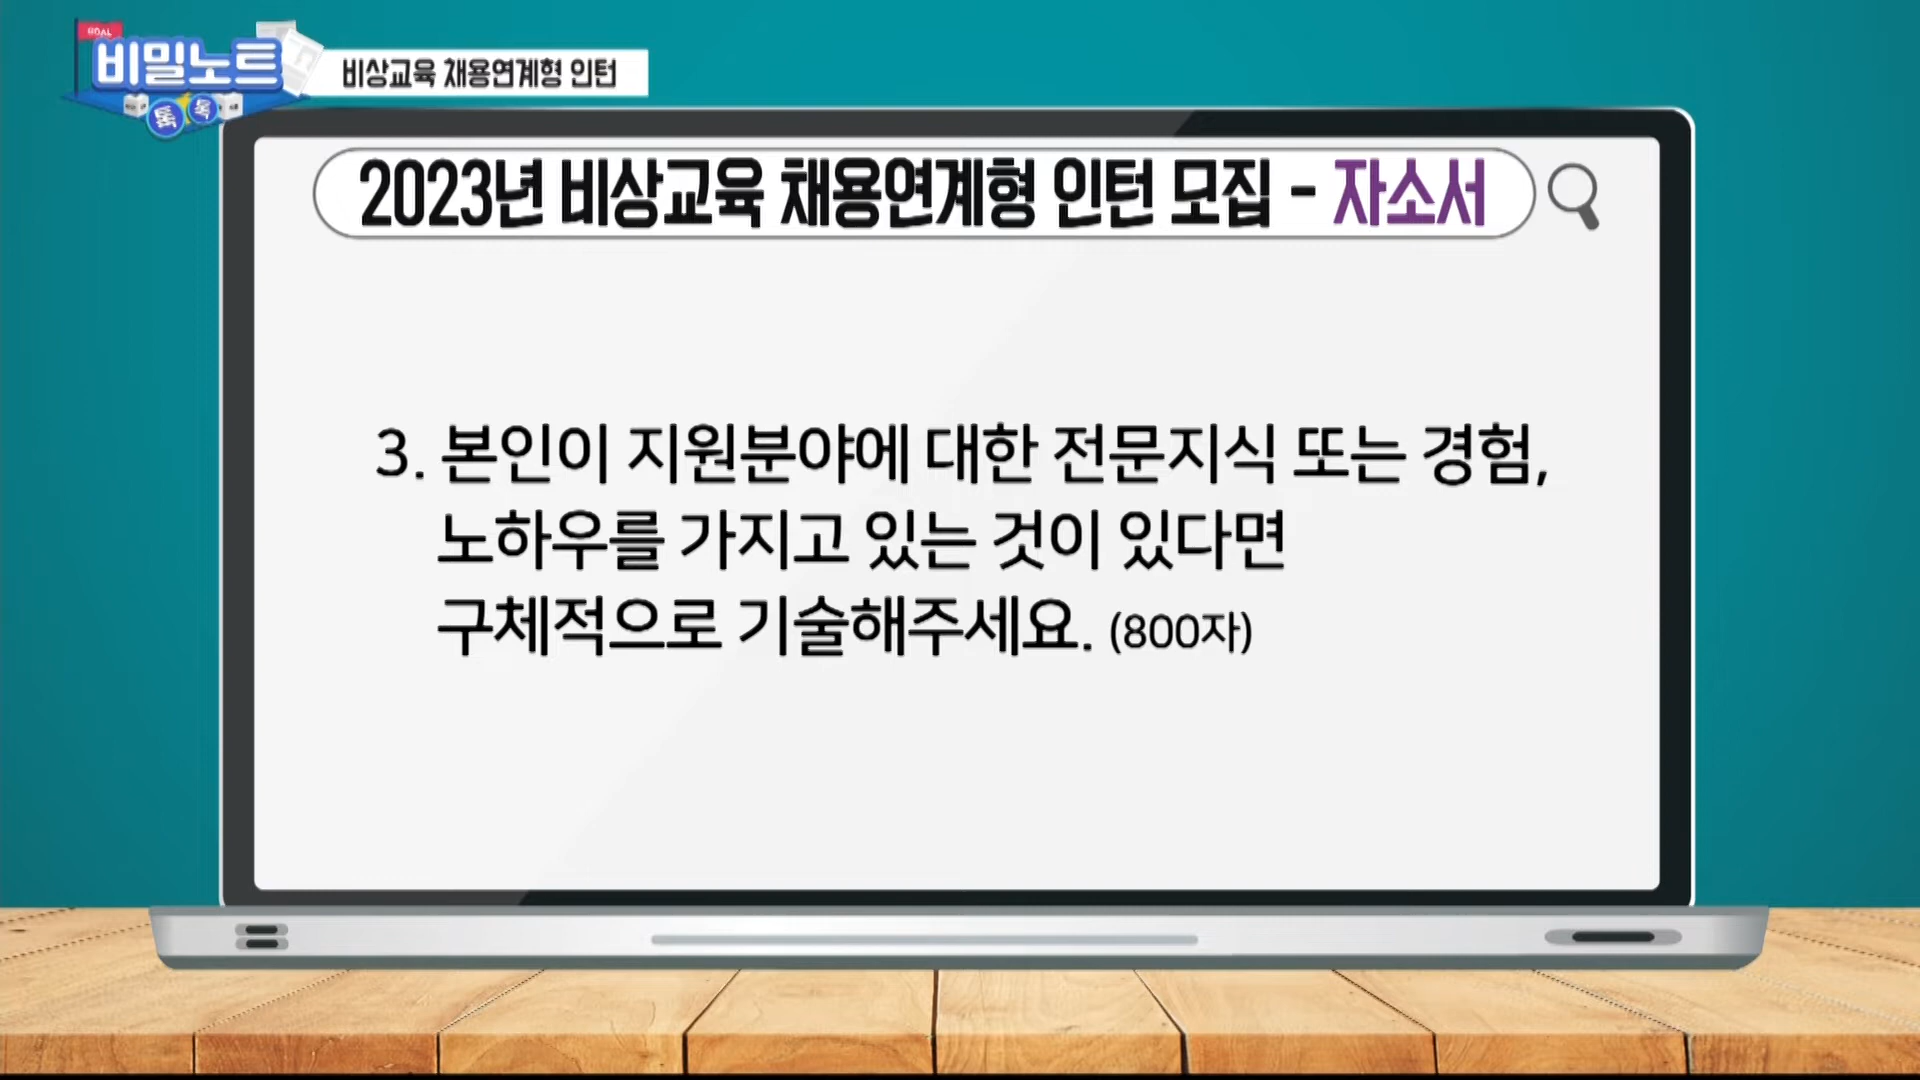 GOAL
비밀노트
톡톡
비상교육 채용연계형 인턴
2023년 비상교육 채용연계형 인턴 모집 - 자소서
3. 본인이 지원분야에 대한 전문지식 또는 경험,
노하우를 가지고 있는 것이 있다면
구체적으로 기술해주세요. (800자)